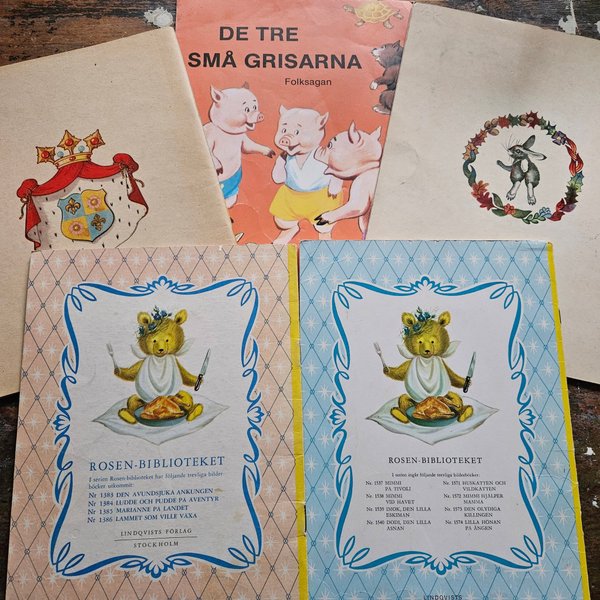 DE TRE
SMÅ GRISARNA
Folksagan
ROSEN-BIBLIOTEKET
I serien Rosen-biblioteket har följande trevliga bilder-
böcker utkommit:
Nr 1383 DEN AVUNDSJUKA ANKUNGEN
Nr 1384 LUDDE OCH PUDDE PÅ ÄVENTYR
Nr 1385 MARIANNE PÅ LANDET
Nr 1386 LAMMET SOM VILLE VÄXA
LINDQVISTS FÖRLAG
STOCKHOLM
ROSEN-BIBLIOTEKET
I serien ingår följande trevliga bilderböcker:
Nr 1537 MIMMI
PÅ TIVOLI
Nr 1538 MIMMI
VID HAVET
Nr 1539 DJOK, DEN LILLA
ESKIMÅN
Nr 1540 DODI, DEN LILLA
ÅSNAN
Nr 1571 HUSKATTEN OCH
VILDKATTEN
Nr 1572 MIMMI HJÄLPER
MAMMA
Nr 1573 DEN OLYDIGA
KILLINGEN
Nr 1574 LILLA HÖNAN
PÅ ÄNGEN
LINDQVISTS